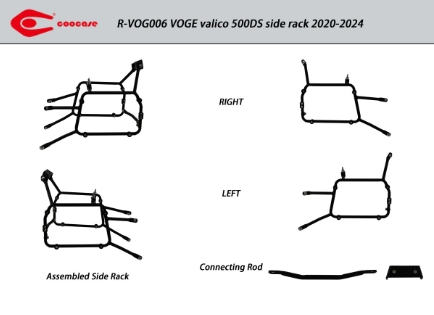 coocase
R-VOG006 VOGE valico 500DS side rack 2020-2024
RIGHT
LEFT
Connecting Rod
Assembled Side Rack